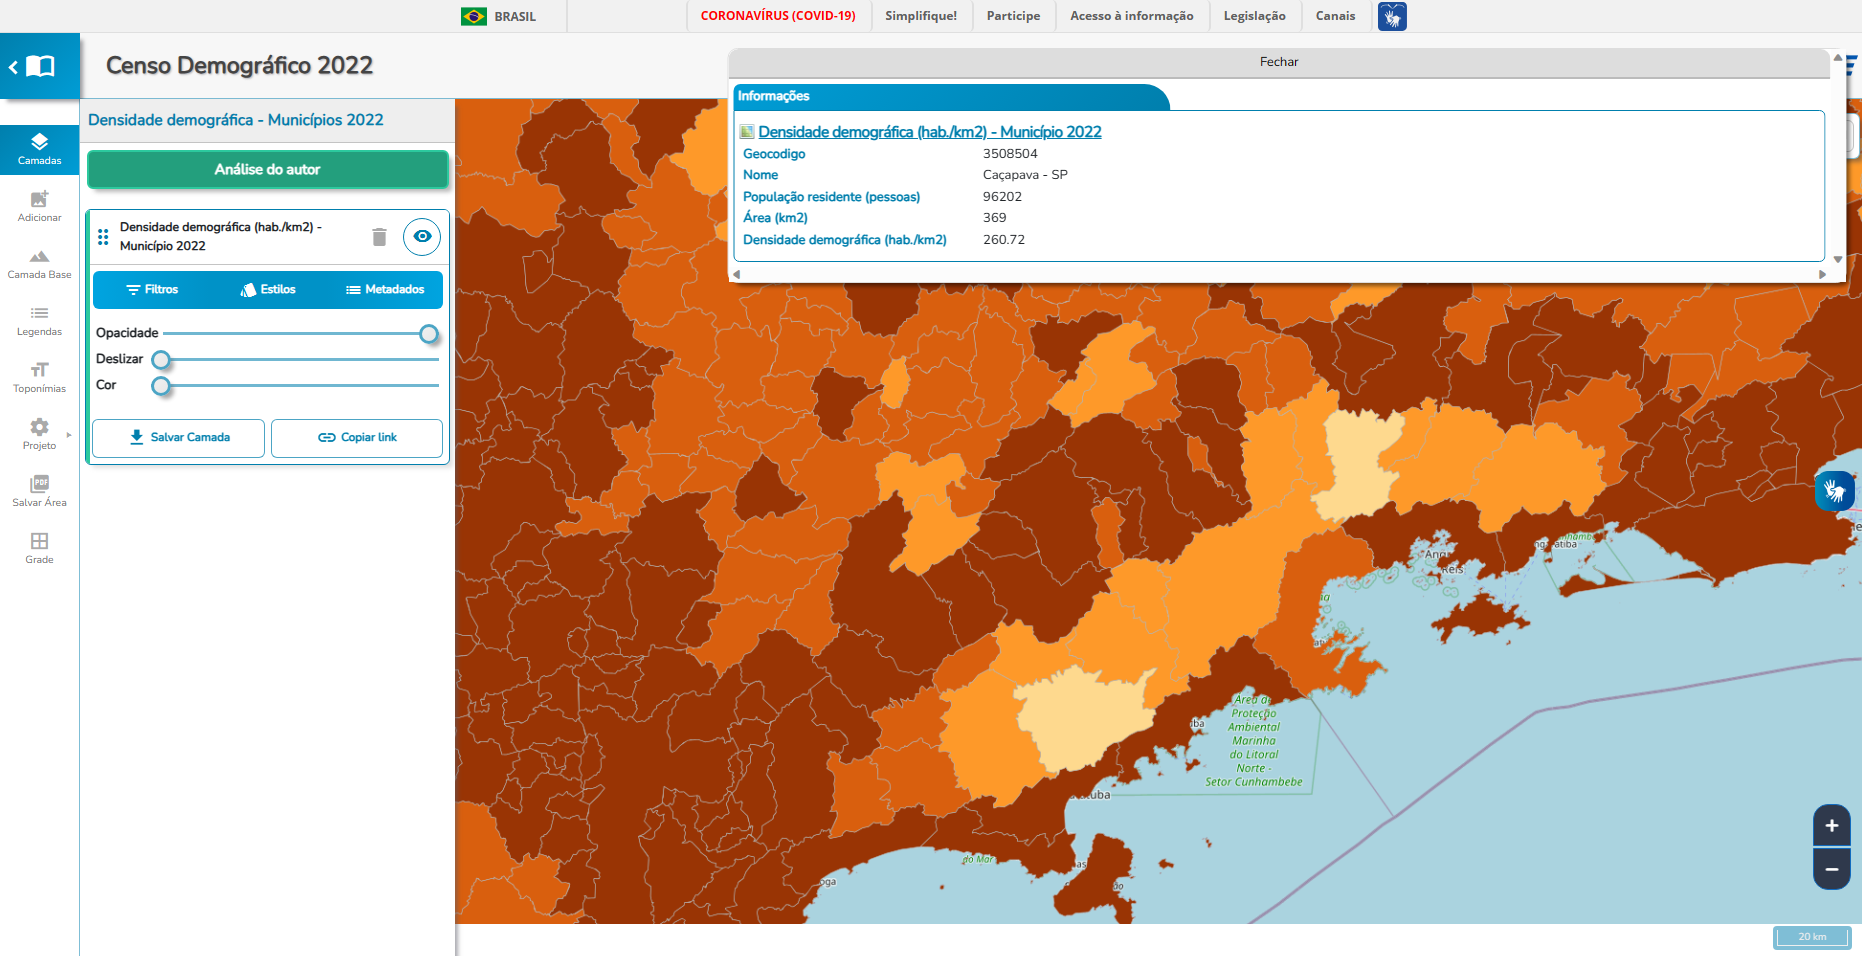 BRASIL
CORONAVÍRUS (COVID-19)
Simplifique!
Participe
Acesso à informação
Legislação
Canais
Censo Demográfico 2022
Fechar
Informações
Densidade demográfica (hab./km2) - Município 2022
Geocodigo 3508504
Nome Caçapava - SP
População residente (pessoas) 96202
Área (km2) 369
Densidade demográfica (hab./km2) 260.72
Camadas
Adicionar
Camada Base
Legendas
Toponímias
Projeto
PDF
Salvar Área
Grade
Densidade demográfica - Municípios 2022
Análise do autor
Densidade demográfica (hab./km2) -
Município 2022
Filtros
Estilos
Metadados
Opacidade
Deslizar
Cor
Salvar Camada
Copiar link
Reis
Área d
Proteção
Ambiental
Marinha
do Litoral
Norte -
Setor Cunhambebe
do Mar
+
−
20 km